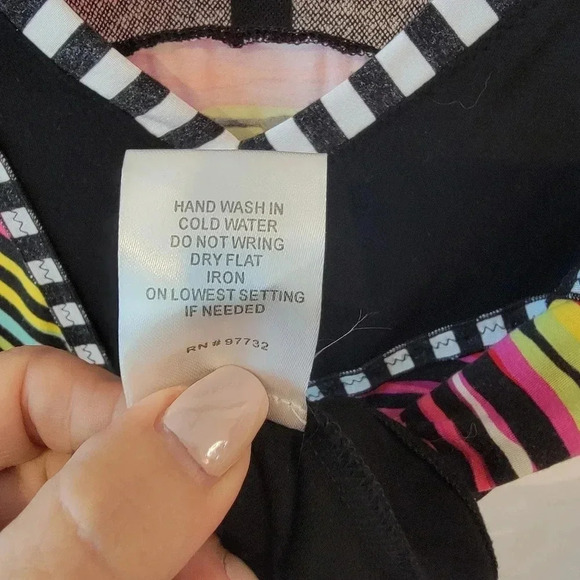 HAND WASH IN
COLD WATER
DO NOT WRING
DRY FLAT
IRON
ON LOWEST SETTING
IF NEEDED
RN # 97732